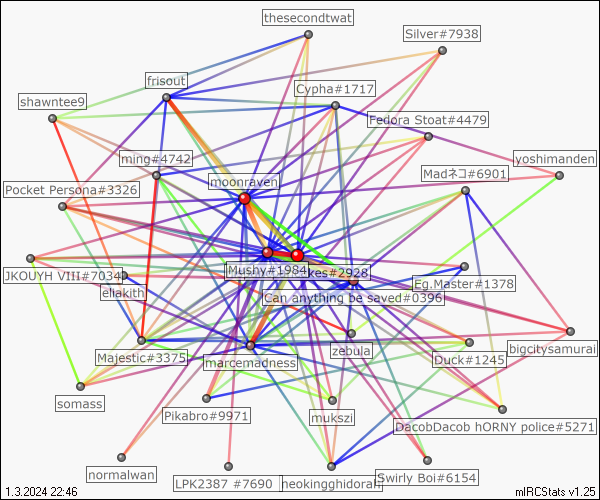 thesecondtwat
Silver#7938
frisout
Cypha#1717
shawntee9
Fedora Stoat#4479
ming#4742
yoshimanden
Madネコ#6901
moonraven
Pocket Persona#3326
Mushy#1984
kes#2928
JKOUYH VIII#7034
Eg.Master#1378
eliakith
Can anything be saved#0396
Majestic#3375
marcemadness
zebula
Duck#1245
bigcitysamurai
somass
Pikabro#9971
mukszi
DacobDacob hORNY police#5271
normalwan
LPK2387 #7690
neokingghidorah
Swirly Boi#6154
1.3.2024 22:46
mIRCStats v1.25